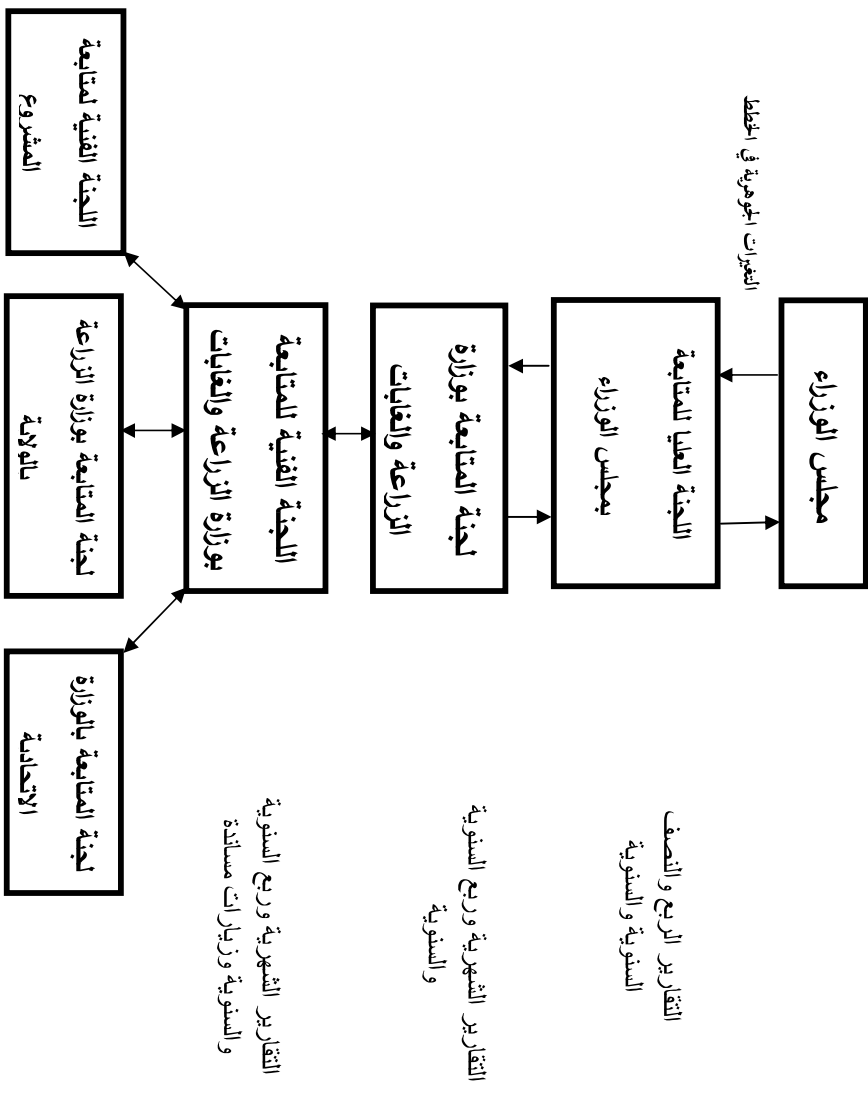 مجلس الوزراء
التغيرات الجوهرية في الخطط
اللجنة العليا للمتابعة
بمجلس الوزراء
التقارير الربع والنصف
السنوية والسنوية
لجنة المتابعة بوزارة
الزراعة والغابات
التقارير الشهرية وربع السنوية
والسنوية
اللجنة الفنية للمتابعة
بوزارة الزراعة والغابات
التقارير الشهرية وربع السنوية
والسنوية وزيارات مساندة
لجنة المتابعة بالوزارة
الاتحادية
لجنة المتابعة بوزارة الزراعة
بالولاية
اللجنة الفنية لمتابعة
المشروع